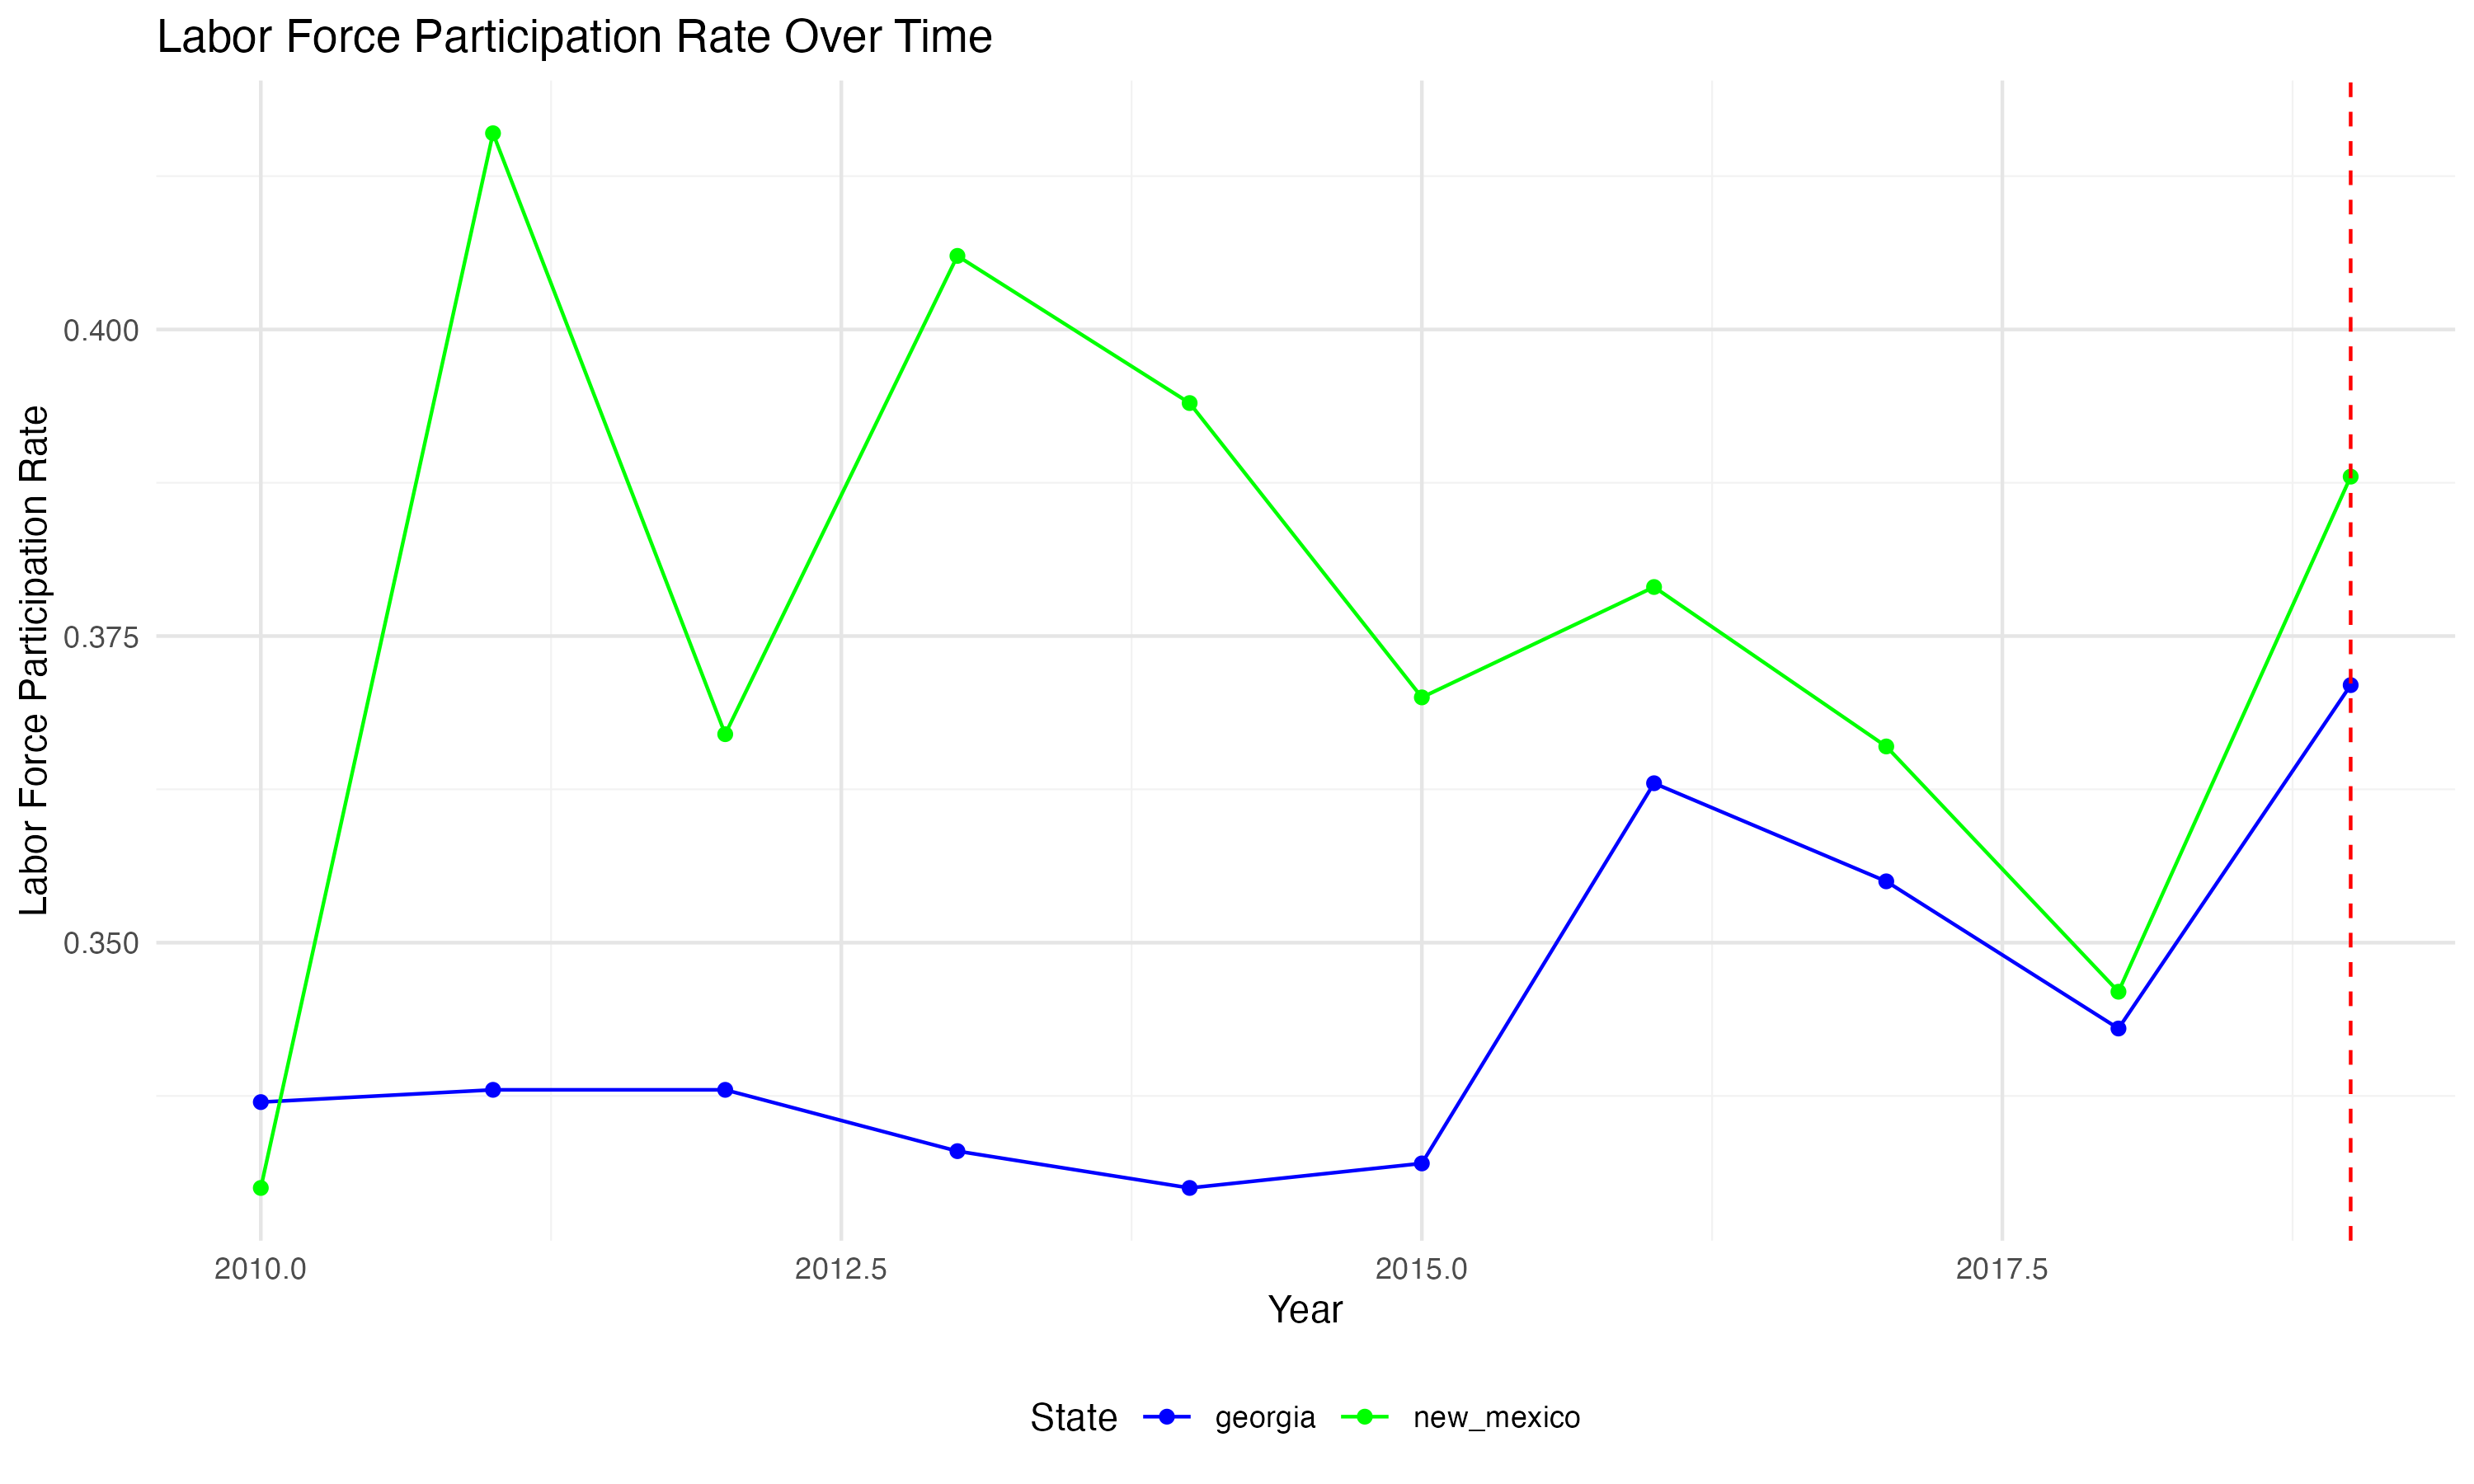 Labor Force Participation Rate Over Time
Labor Force Participation Rate
0.400
0.375
0.350
2010.0 2012.5 2015.0 2017.5
Year
State georgia new_mexico